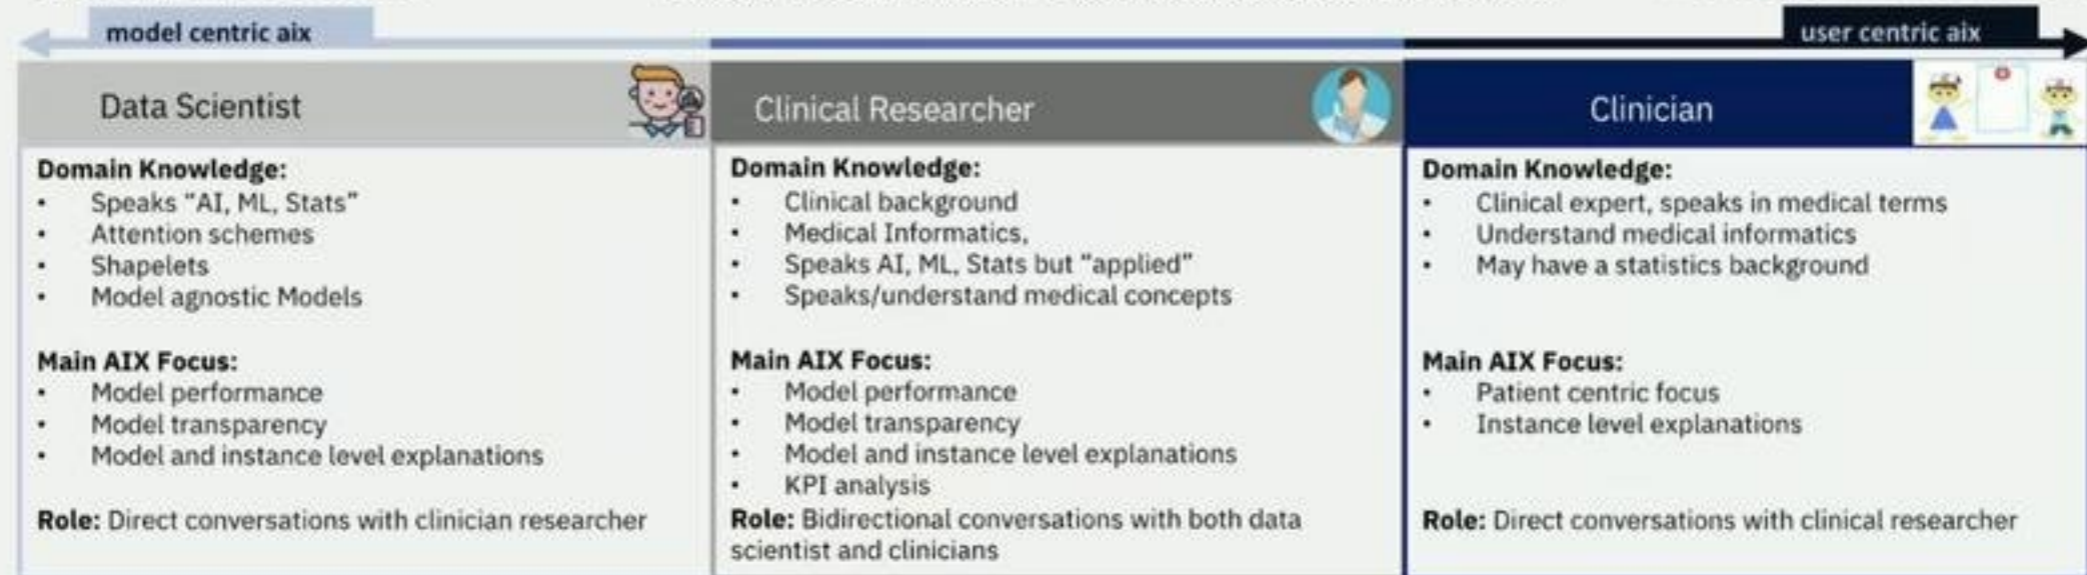 model centric aix
user centric aix
Data Scientist
Domain Knowledge:
• Speaks “AI, ML, Stats”
• Attention schemes
• Shapelets
• Model agnostic Models
Main AIX Focus:
• Model performance
• Model transparency
• Model and instance level explanations
Role: Direct conversations with clinician researcher
Clinical Researcher
Domain Knowledge:
• Clinical background
• Medical Informatics,
• Speaks AI, ML, Stats but “applied”
• Speaks/understand medical concepts
Main AIX Focus:
• Model performance
• Model transparency
• Model and instance level explanations
• KPI analysis
Role: Bidirectional conversations with both data
scientist and clinicians
Clinician
Domain Knowledge:
• Clinical expert, speaks in medical terms
• Understand medical informatics
• May have a statistics background
Main AIX Focus:
• Patient centric focus
• Instance level explanations
Role: Direct conversations with clinical researcher